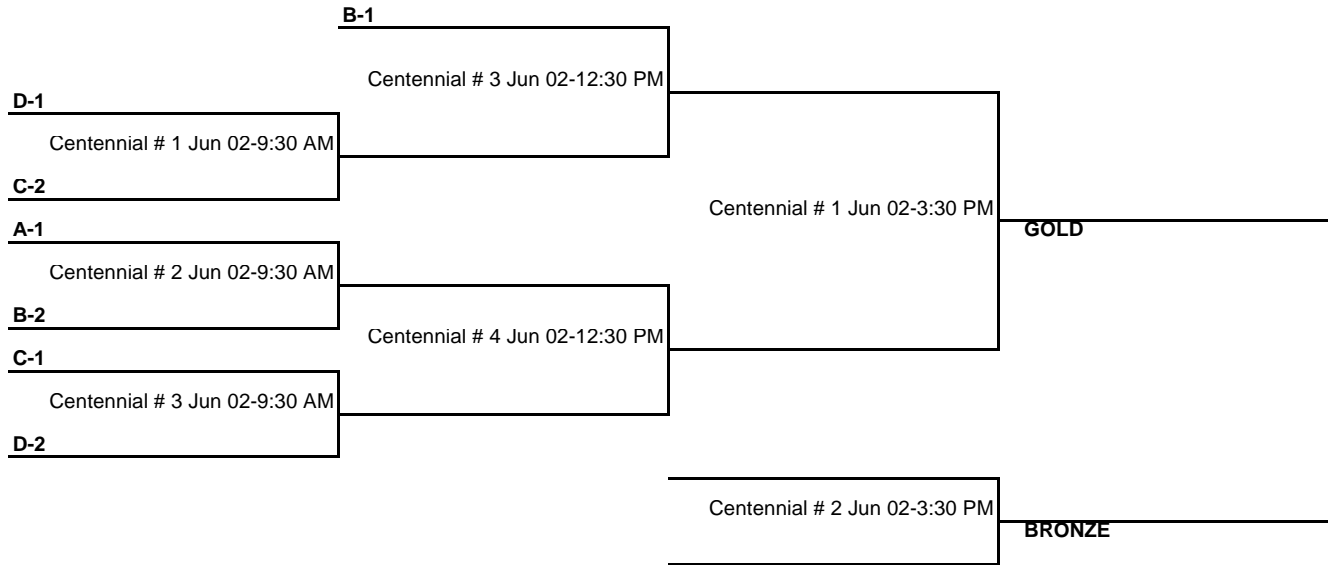 B-1
Centennial # 3 Jun 02-12:30 PM
D-1
Centennial # 1 Jun 02-9:30 AM
C-2
Centennial # 1 Jun 02-3:30 PM
A-1
GOLD
Centennial # 2 Jun 02-9:30 AM
B-2
Centennial # 4 Jun 02-12:30 PM
C-1
Centennial # 3 Jun 02-9:30 AM
D-2
Centennial # 2 Jun 02-3:30 PM
BRONZE